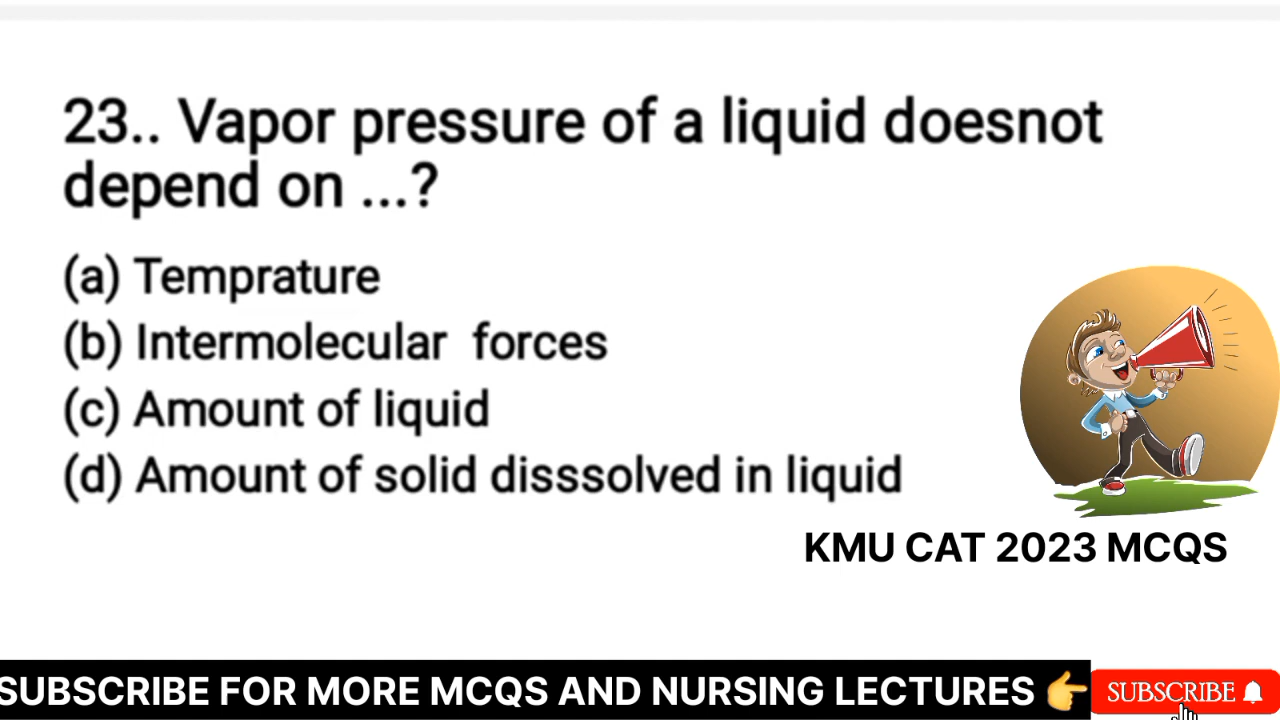 23.. Vapor pressure of a liquid doesnot
depend on ...?
(a) Temprature
(b) Intermolecular forces
(c) Amount of liquid
(d) Amount of solid disssolved in liquid
KMU CAT 2023 MCQS
SUBSCRIBE FOR MORE MCQS AND NURSING LECTURES 👉 SUBSCRIBE